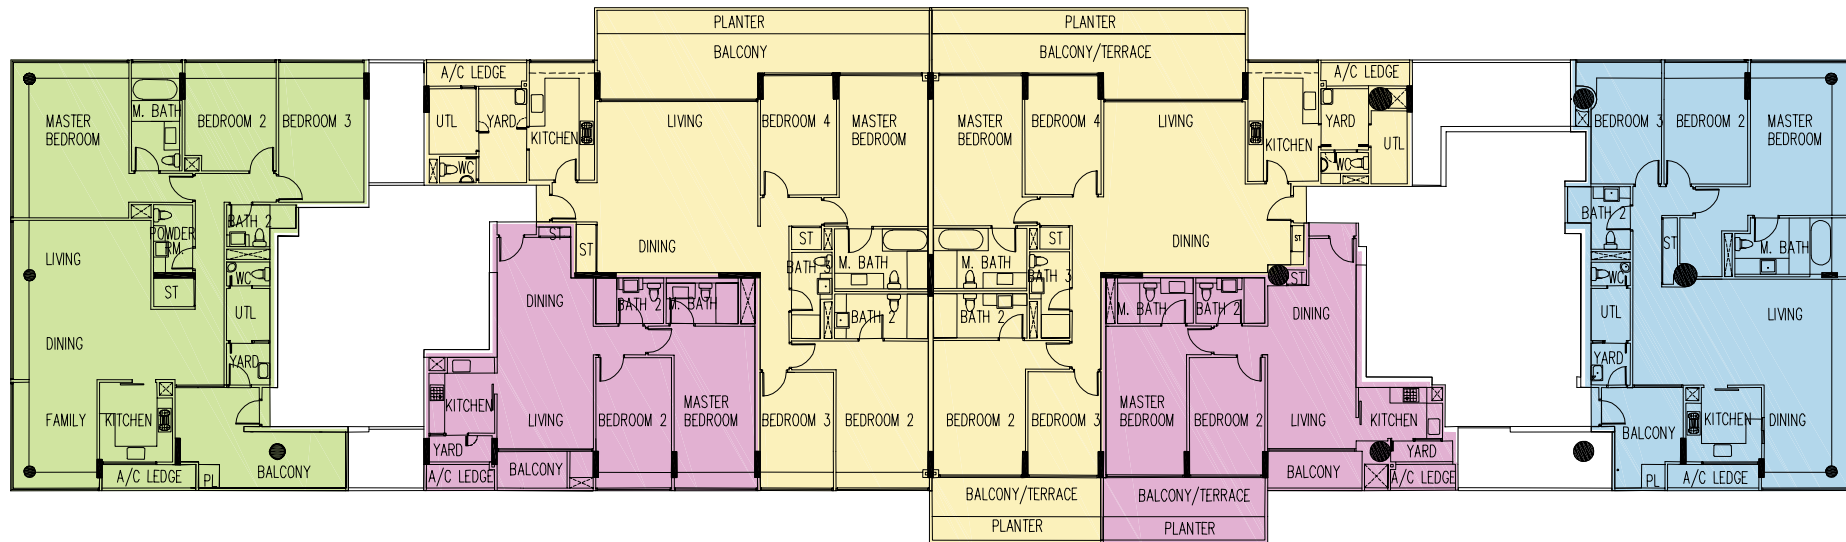 PLANTER
BALCONY
A/C LEDGE
MASTER
BEDROOM
M. BATH
BEDROOM 2
BEDROOM 3
POWDER
RM.
BATH 2
LIVING
WC
ST
UTL
DINING
YARD
FAMILY
KITCHEN
A/C LEDGE
PL
BALCONY
UTL
YARD
WC
KITCHEN
LIVING
BEDROOM 4
MASTER
BEDROOM
DINING
ST
ST
BATH 3
M. BATH
BATH 2
BEDROOM 3
BEDROOM 2
ST
DINING
BATH 2
M. BATH
KITCHEN
LIVING
BEDROOM 2
MASTER
BEDROOM
YARD
A/C LEDGE
BALCONY
PLANTER
BALCONY/TERRACE
A/C LEDGE
MASTER
BEDROOM
BEDROOM 4
LIVING
KITCHEN
YARD
UTL
WC
M. BATH
ST
BATH 3
DINING
ST
BATH 2
BEDROOM 2
BEDROOM 3
BALCONY/TERRACE
PLANTER
M. BATH
BATH 2
ST
DINING
MASTER
BEDROOM
BEDROOM 2
LIVING
KITCHEN
YARD
A/C LEDGE
BALCONY
BALCONY/TERRACE
PLANTER
BEDROOM 3
BEDROOM 2
MASTER
BEDROOM
BATH 2
ST
M. BATH
WC
UTL
LIVING
YARD
BALCONY
KITCHEN
DINING
PL
A/C LEDGE